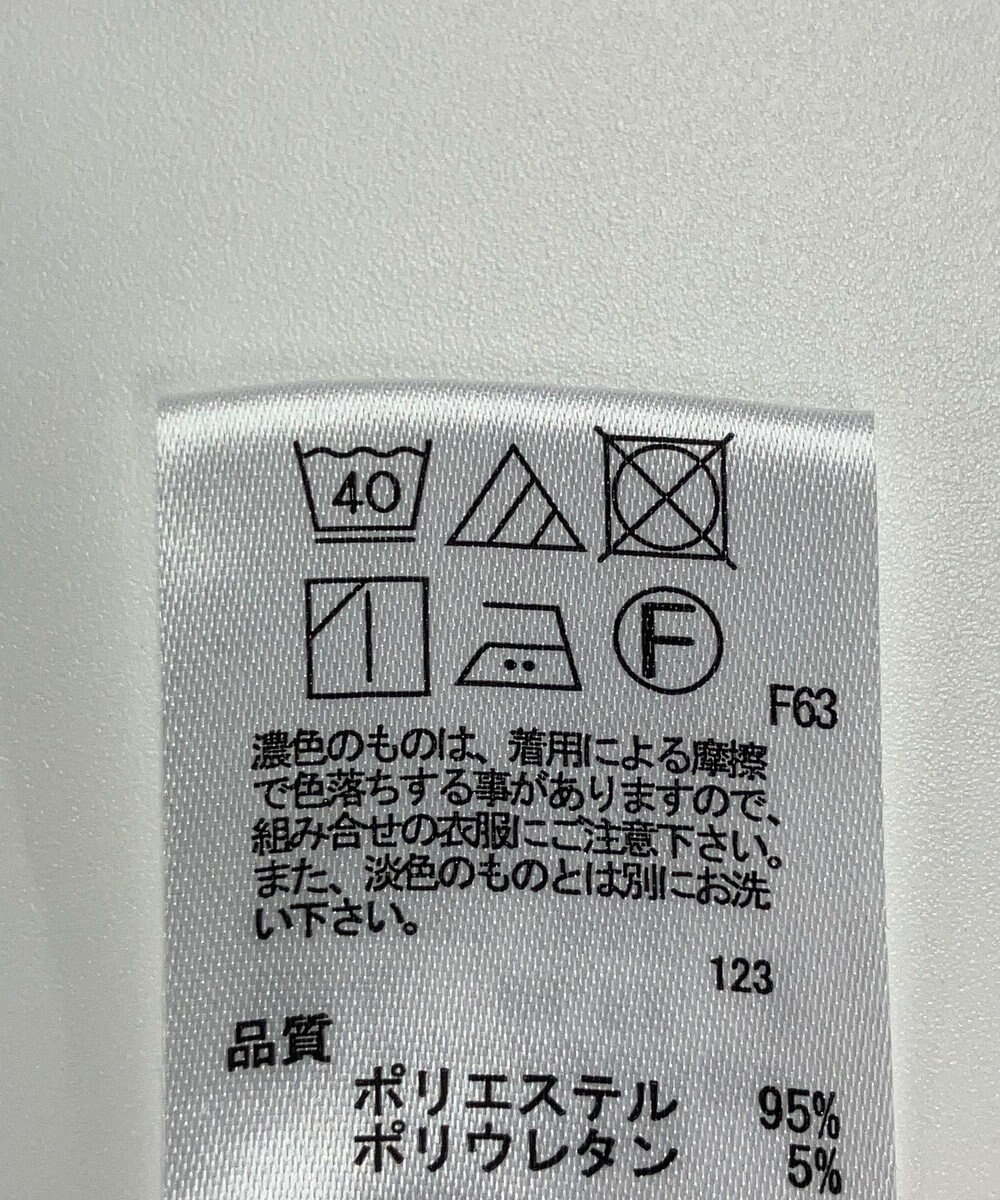 40
F
F63
濃色のものは、着用による摩擦
で色落ちする事がありますので、
組み合せの衣服にご注意下さい。
また、淡色のものとは別にお洗
い下さい。
123
品質
ポリエステル 95%
ポリウレタン 5%